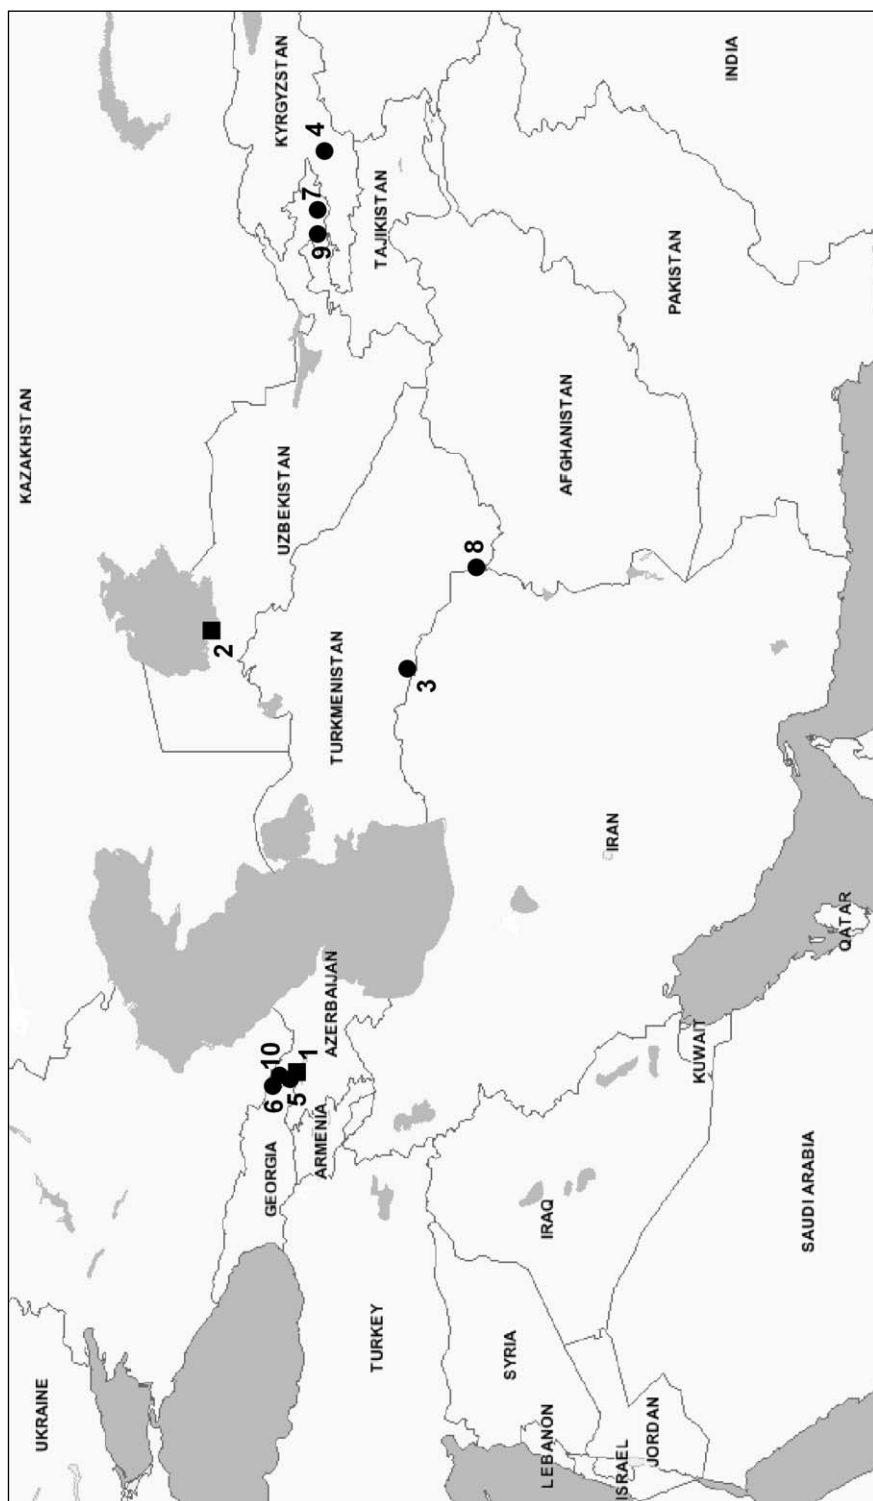 UKRAINE
KAZAKHSTAN
GEORGIA
6
10
5
1
ARMENIA
AZERBAIJAN
TURKEY
2
UZBEKISTAN
TURKMENISTAN
KYRGYZSTAN
9
7
4
TAJIKISTAN
3
8
SYRIA
LEBANON
ISRAEL
JORDAN
IRAQ
IRAN
AFGHANISTAN
PAKISTAN
INDIA
KUWAIT
SAUDI ARABIA
QATAR